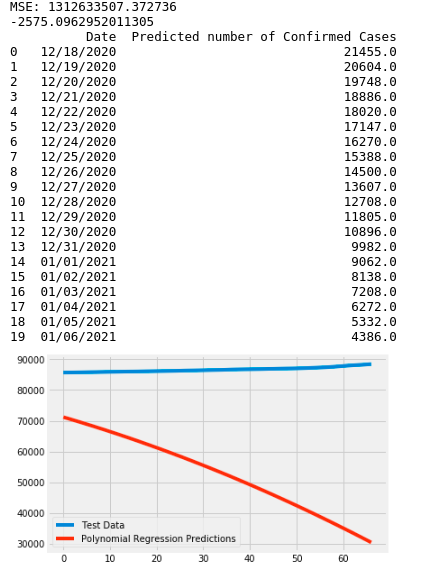 MSE: 1312633507.372736
-2575.0962952011305
Date Predicted number of Confirmed Cases
0 12/18/2020 21455.0
1 12/19/2020 20604.0
2 12/20/2020 19748.0
3 12/21/2020 18886.0
4 12/22/2020 18020.0
5 12/23/2020 17147.0
6 12/24/2020 16270.0
7 12/25/2020 15388.0
8 12/26/2020 14500.0
9 12/27/2020 13607.0
10 12/28/2020 12708.0
11 12/29/2020 11805.0
12 12/30/2020 10896.0
13 12/31/2020 9982.0
14 01/01/2021 9062.0
15 01/02/2021 8138.0
16 01/03/2021 7208.0
17 01/04/2021 6272.0
18 01/05/2021 5332.0
19 01/06/2021 4386.0
90000
80000
70000
60000
50000
40000
30000
Test Data
Polynomial Regression Predictions
0 10 20 30 40 50 60